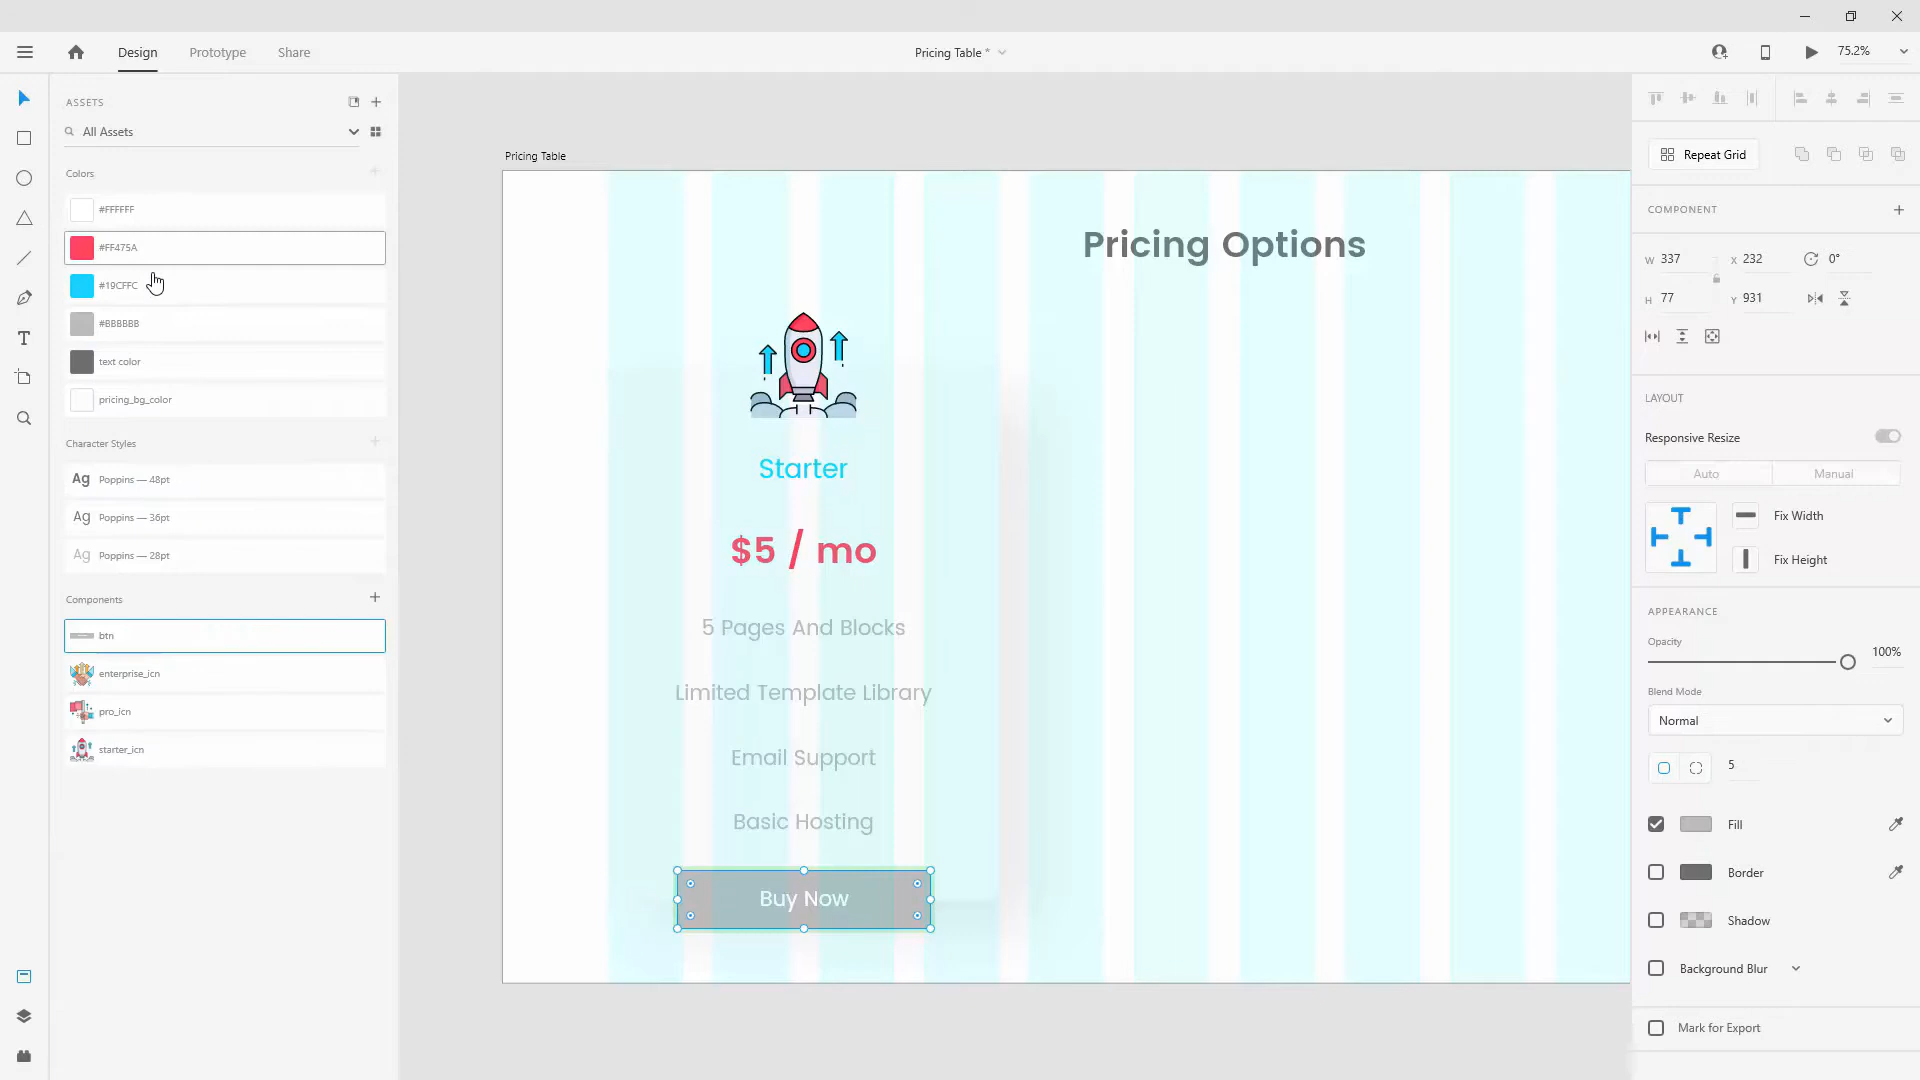 Design
Prototype
Share
Pricing Table *
75.2%
ASSETS
All Assets
Colors
#FFFFFF
#FF475A
#19CFFC
#BBBBBB
text color
pricing_bg_color
Character Styles
Ag Poppins — 48pt
Ag Poppins — 36pt
Ag Poppins — 28pt
Components
btn
enterprise_icn
pro_icn
starter_icn
Pricing Table
Pricing Options
Starter
$5 / mo
5 Pages And Blocks
Limited Template Library
Email Support
Basic Hosting
Buy Now
Repeat Grid
COMPONENT
W 337 X 232 0°
H 77 Y 931
LAYOUT
Responsive Resize
Auto Manual
Fix Width
Fix Height
APPEARANCE
Opacity
100%
Blend Mode
Normal
5
Fill
Border
Shadow
Background Blur
Mark for Export